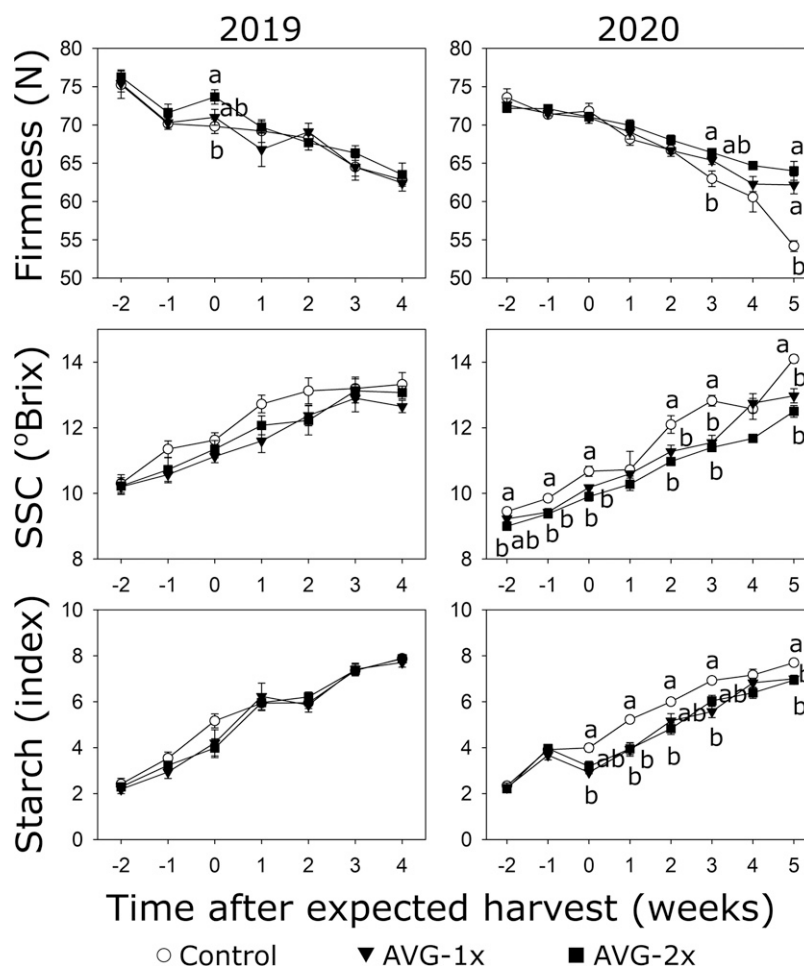 2019 2020
Firmness (N)
80
75
70
65
60
55
50
a
ab
b
-2 -1 0 1 2 3 4
80
75
70
65
60
55
50
a ab a
b a
b
-2 -1 0 1 2 3 4 5
SSC (°Brix)
14
12
10
8
-2 -1 0 1 2 3 4
14
12
10
8
a a a a a a
b b b
b b b b b b
b ab b b
-2 -1 0 1 2 3 4 5
Starch (index)
10
8
6
4
2
0
-2 -1 0 1 2 3 4
10
8
6
4
2
0
a a a a a
ab b ab ab b
b b b b b
-2 -1 0 1 2 3 4 5
Time after expected harvest (weeks)
Control AVG-1x AVG-2x